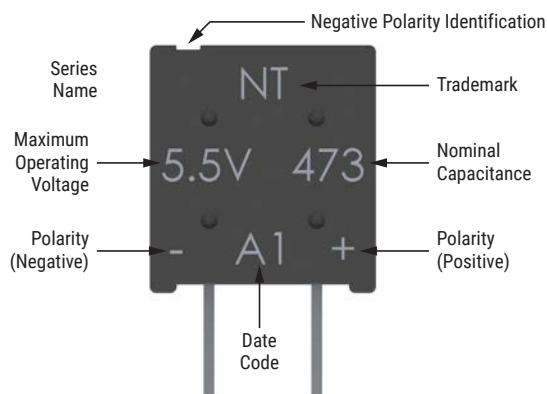 Negative Polarity Identification
Series
Name
NT
Trademark
Maximum
Operating
Voltage
5.5V 473
Nominal
Capacitance
Polarity
(Negative)
- A1 +
Polarity
(Positive)
Date
Code